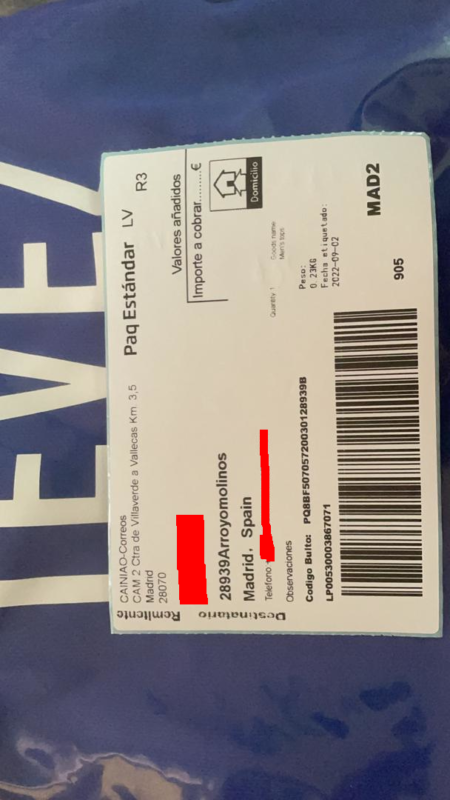 CAINIAO-Correos
CAM 2 Ctra de Villaverde a Vallecas Km 3,5
Madrid
28070
Remitente
Paq Estándar LV R3
Valores añadidos
Importe a cobrar.........€
Domicilio
Destinatario
28939Arroyomolinos
Madrid. Spain
Telefono
Observaciones
Quantity 1
Goods name:
Men's tops
Peso:
0.23KG
Fecha etiquetado:
2022-09-02
Codigo Bulto: PQ8BF50705720030128939B
LP00530003867071
905
MAD2